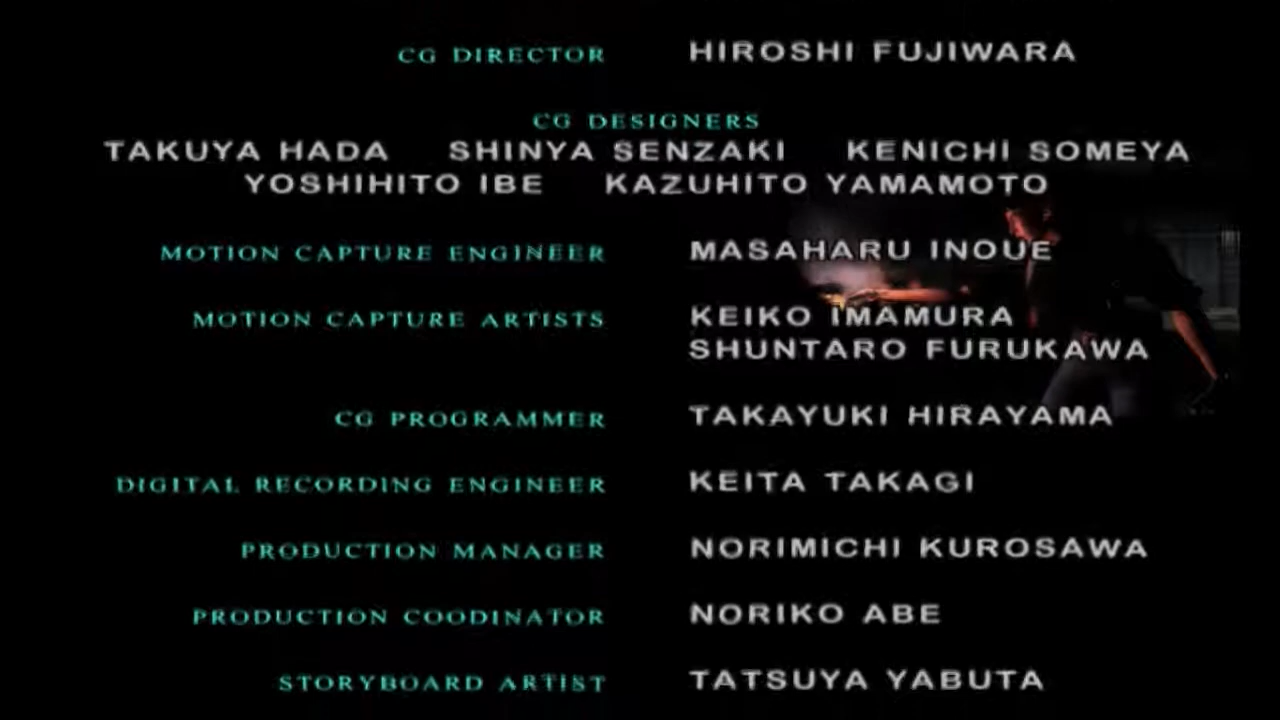 CG DIRECTOR HIROSHI FUJIWARA
CG DESIGNERS
TAKUYA HADA SHINYA SENZAKI KENICHI SOMEYA
YOSHIHITO IBE KAZUHITO YAMAMOTO
MOTION CAPTURE ENGINEER MASAHARU INOUE
MOTION CAPTURE ARTISTS KEIKO IMAMURA
SHUNTARO FURUKAWA
CG PROGRAMMER TAKAYUKI HIRAYAMA
DIGITAL RECORDING ENGINEER KEITA TAKAGI
PRODUCTION MANAGER NORIMICHI KUROSAWA
PRODUCTION COODINATOR NORIKO ABE
STORYBOARD ARTIST TATSUYA YABUTA